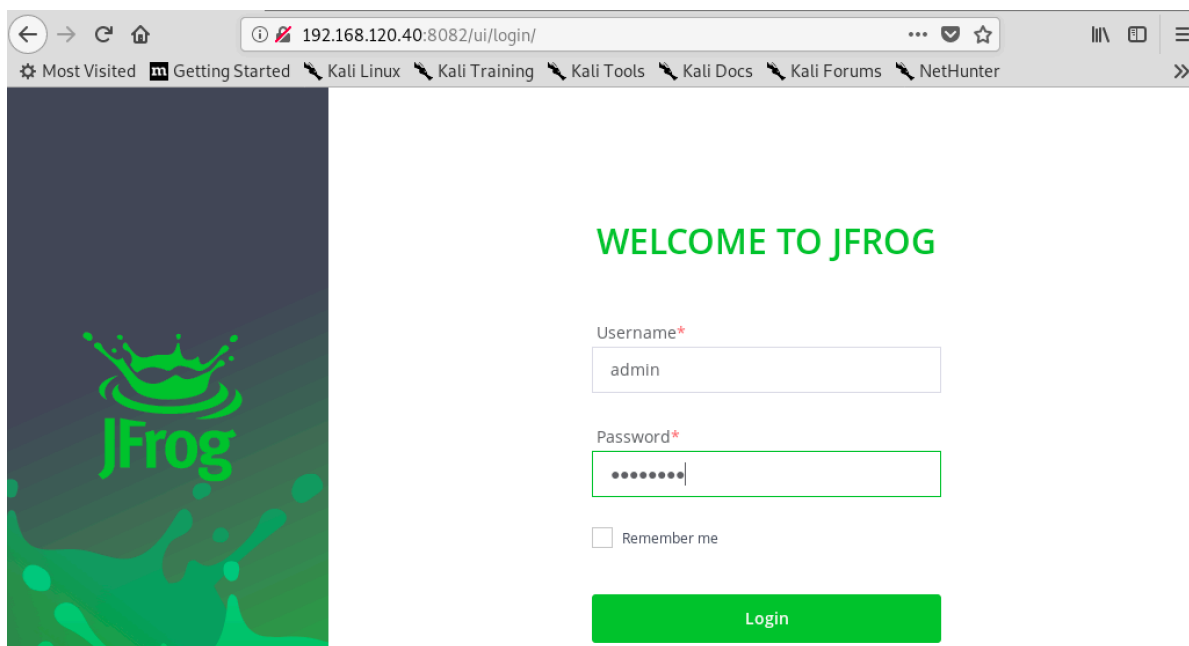 192.168.120.40:8082/ui/login/
Most Visited Getting Started Kali Linux Kali Training Kali Tools Kali Docs Kali Forums NetHunter
WELCOME TO JFROG
Username*
admin
JFrog
Password*
••••••••
Remember me
Login